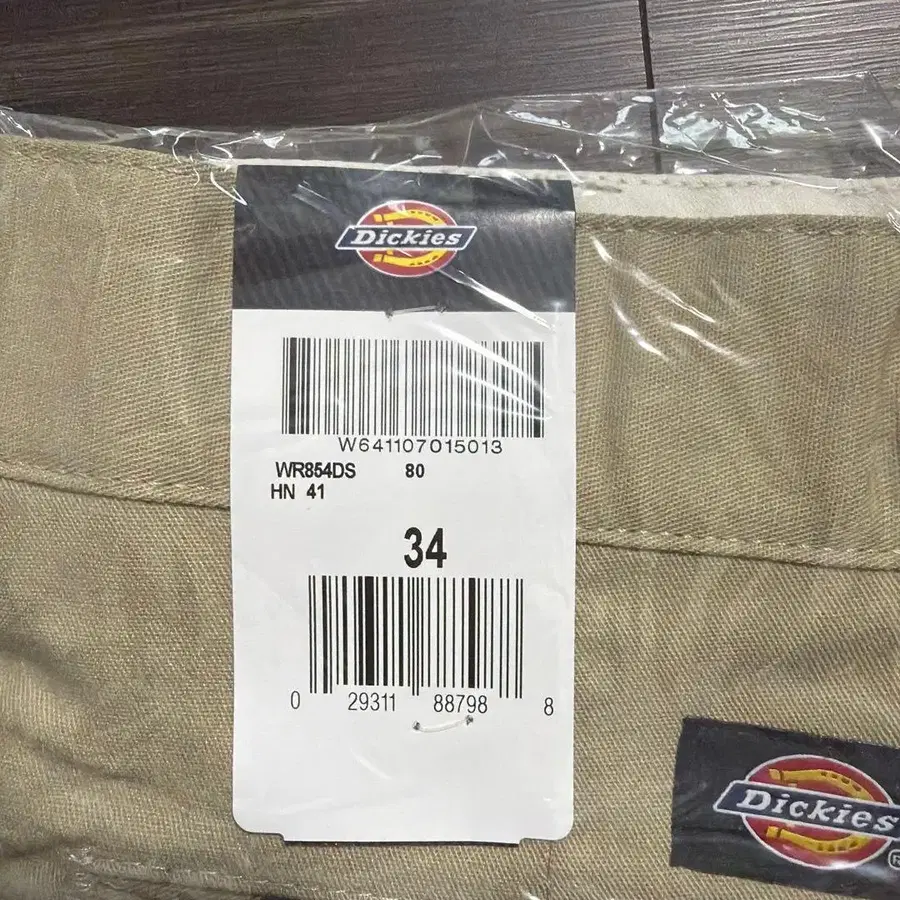 Dickies
W641107015013
WR854DS 80
HN 41
34
0 29311 88798 8
Dickies
®